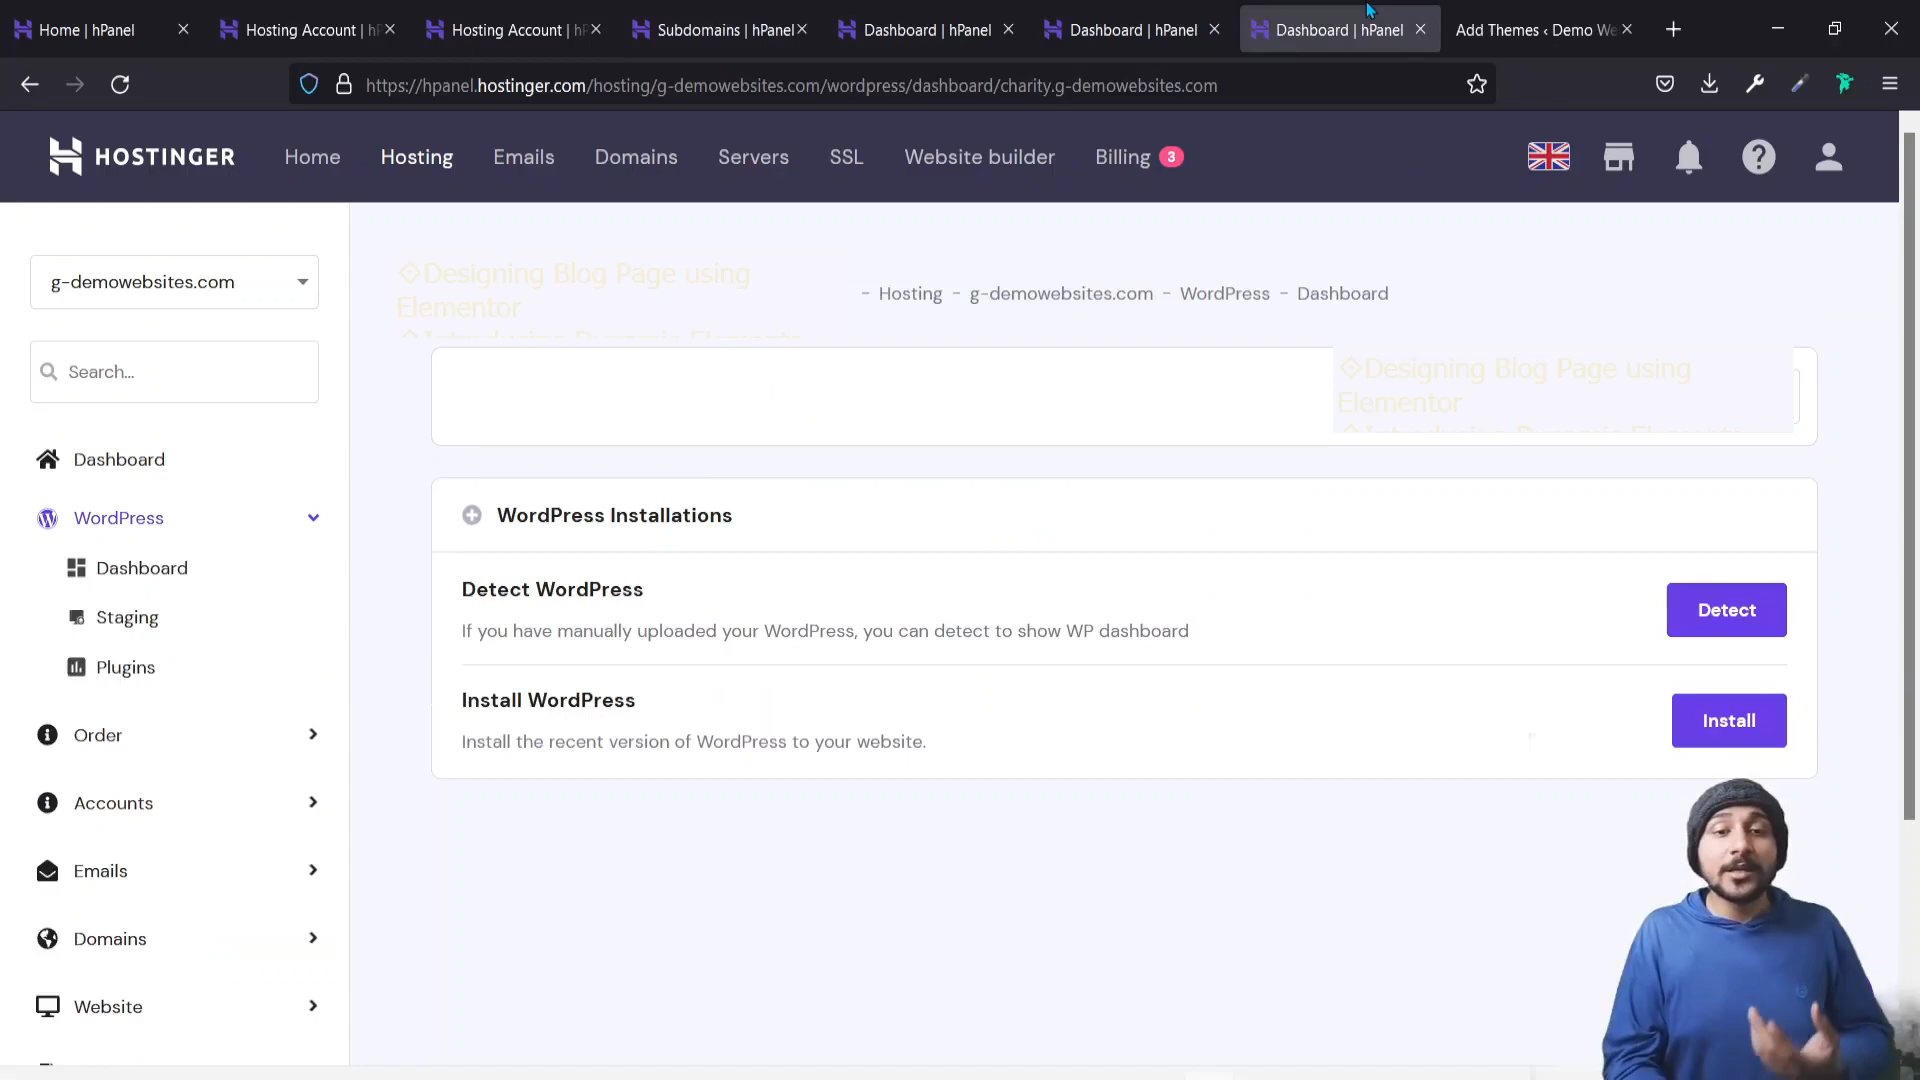 Home | hPanel
Hosting Account | hP
Hosting Account | hP
Subdomains | hPanel
Dashboard | hPanel
Dashboard | hPanel
Dashboard | hPanel
Add Themes ‹ Demo We
https://hpanel.hostinger.com/hosting/g-demowebsites.com/wordpress/dashboard/charity.g-demowebsites.com
HOSTINGER
Home
Hosting
Emails
Domains
Servers
SSL
Website builder
Billing 3
g-demowebsites.com
Search...
Dashboard
WordPress
Dashboard
Staging
Plugins
Order
Accounts
Emails
Domains
Website
Designing Blog Page using
Elementor
Introducing Dynamic Elements
- Hosting - g-demowebsites.com - WordPress - Dashboard
Designing Blog Page using
Elementor
WordPress Installations
Detect WordPress
If you have manually uploaded your WordPress, you can detect to show WP dashboard
Detect
Install WordPress
Install the recent version of WordPress to your website.
Install